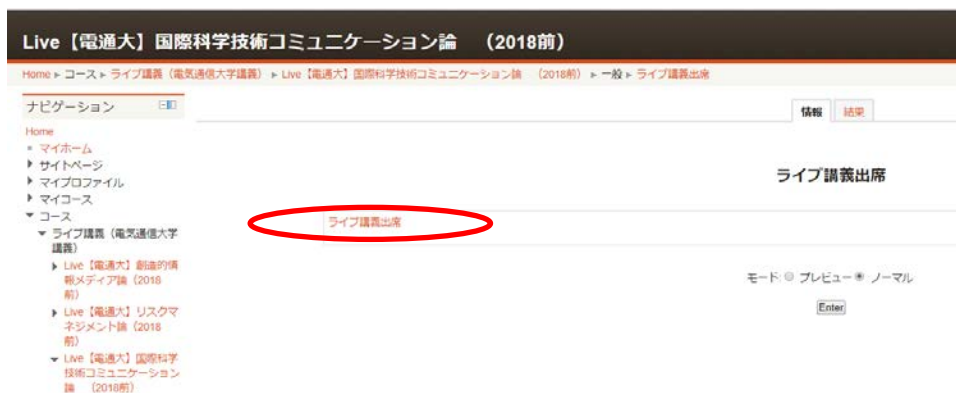 Live【電通大】国際科学技術コミュニケーション論　（2018前）
Home ▶ コース ▶ ライブ講義（電気通信大学講義） ▶ Live【電通大】国際科学技術コミュニケーション論　（2018前） ▶ 一般 ▶ ライブ講義出席
ナビゲーション
情報 結果
Home
マイホーム
サイトページ
マイプロファイル
マイコース
コース
ライブ講義（電気通信大学
講義）
Live【電通大】創造的情
報メディア論（2018
前）
Live【電通大】リスクマ
ネジメント論（2018
前）
Live【電通大】国際科学
技術コミュニケーション
論　（2018前）
ライブ講義出席
ライブ講義出席
モード: プレビュー ノーマル
Enter